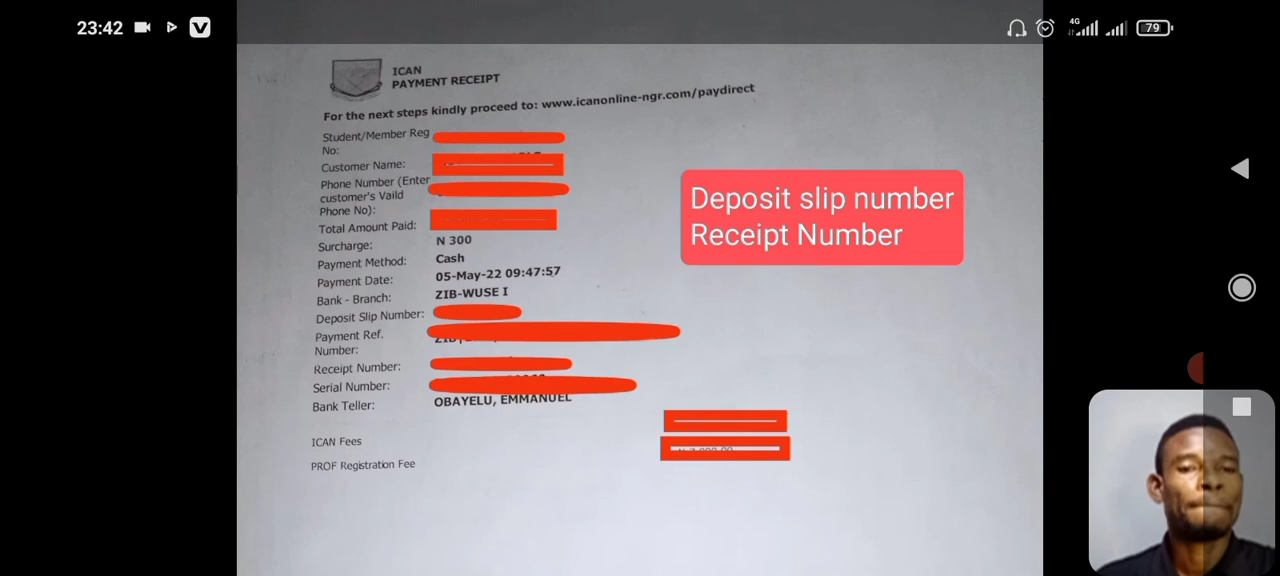 23:42
4G
79
ICAN
PAYMENT RECEIPT
For the next steps kindly proceed to: www.icanonline-ngr.com/paydirect
Student/Member Reg
No:
Customer Name:
Phone Number (Enter
customer's Vaild
Phone No):
Total Amount Paid:
Surcharge: N 300
Payment Method: Cash
Payment Date: 05-May-22 09:47:57
Bank - Branch: ZIB-WUSE I
Deposit Slip Number:
Payment Ref.
Number:
Receipt Number:
Serial Number:
Bank Teller: OBAYELU, EMMANUEL
ICAN Fees
PROF Registration Fee
Deposit slip number
Receipt Number